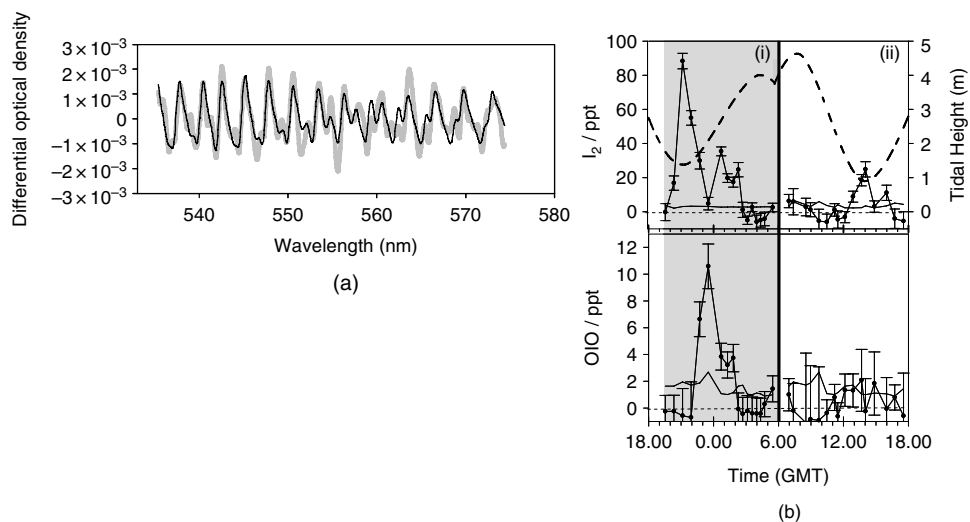 Differential optical density
3 × 10⁻³
2 × 10⁻³
1 × 10⁻³
0
−1 × 10⁻³
−2 × 10⁻³
−3 × 10⁻³
540 550 560 570 580
Wavelength (nm)
(a)
I₂ / ppt
100
80
60
40
20
0
(i) (ii)
5
4
3
2
1
0
Tidal Height (m)
OIO / ppt
12
10
8
6
4
2
0
18.00 0.00 6.00 12.00 18.00
Time (GMT)
(b)